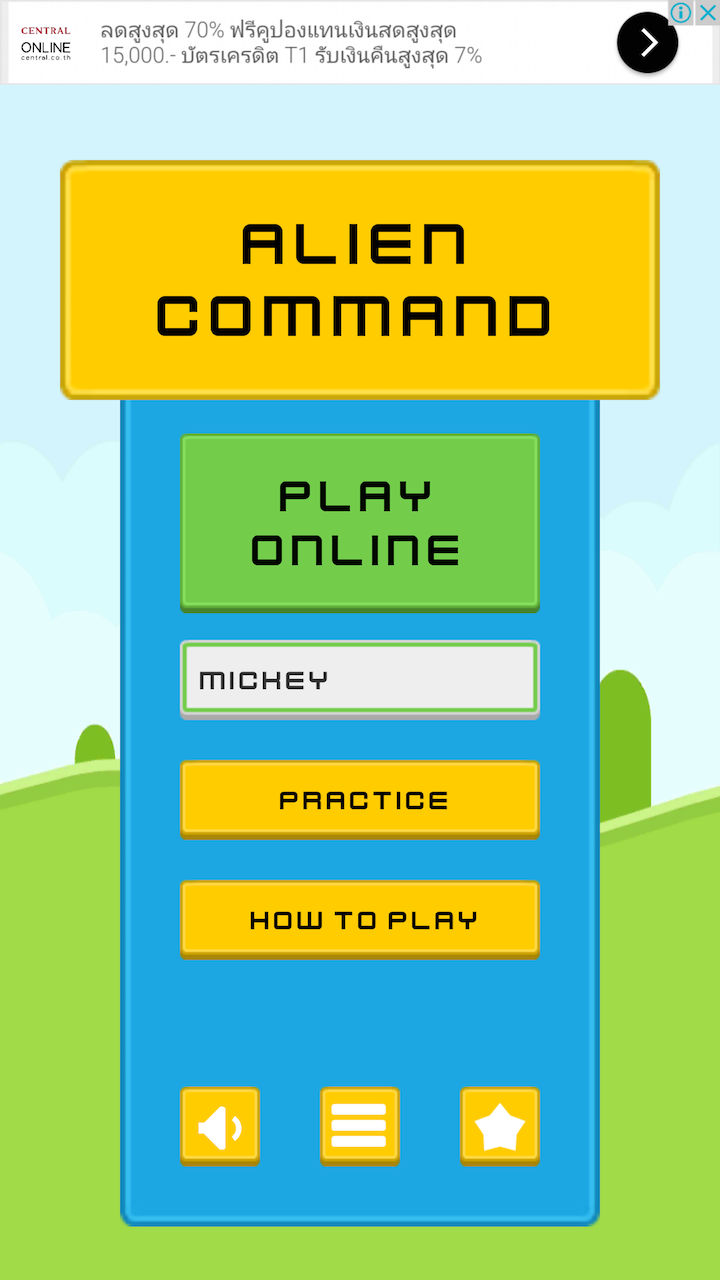 CENTRAL
ONLINE
central.co.th
ลดสูงสุด 70% ฟรีคูปองแทนเงินสดสูงสุด
15,000.- บัตรเครดิต T1 รับเงินคืนสูงสุด 7%
ALIEN
COMMAND
PLAY
ONLINE
MICKEY
PRACTICE
HOW TO PLAY